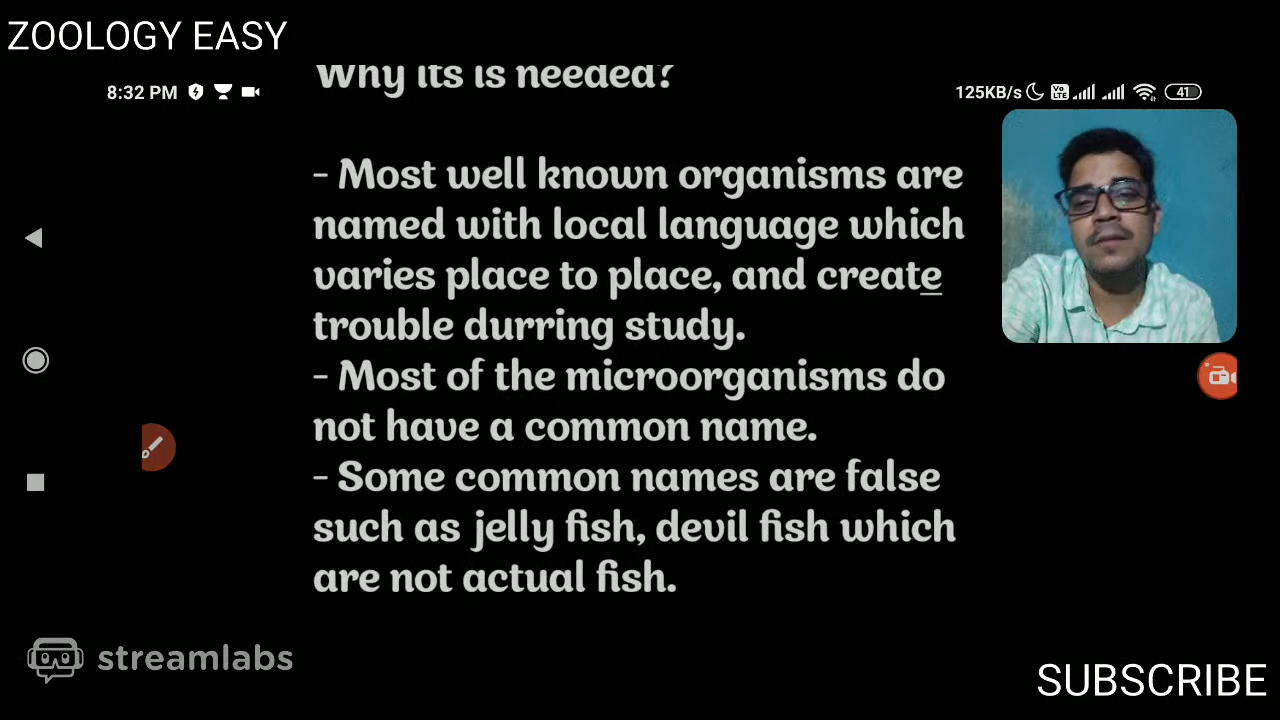 ZOOLOGY EASY
Why its is needed?
8:32 PM
125KB/s
Vo
LTE
41
- Most well known organisms are
named with local language which
varies place to place, and create
trouble durring study.
- Most of the microorganisms do
not have a common name.
- Some common names are false
such as jelly fish, devil fish which
are not actual fish.
streamlabs
SUBSCRIBE